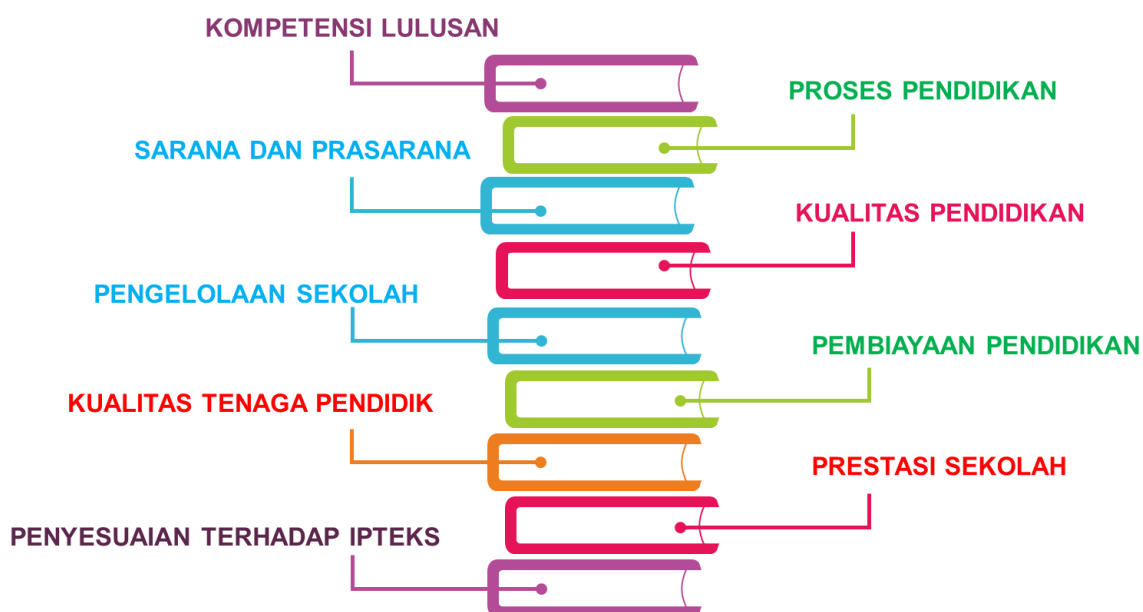 KOMPETENSI LULUSAN
PROSES PENDIDIKAN
SARANA DAN PRASARANA
KUALITAS PENDIDIKAN
PENGELOLAAN SEKOLAH
PEMBIAYAAN PENDIDIKAN
KUALITAS TENAGA PENDIDIK
PRESTASI SEKOLAH
PENYESUAIAN TERHADAP IPTEKS